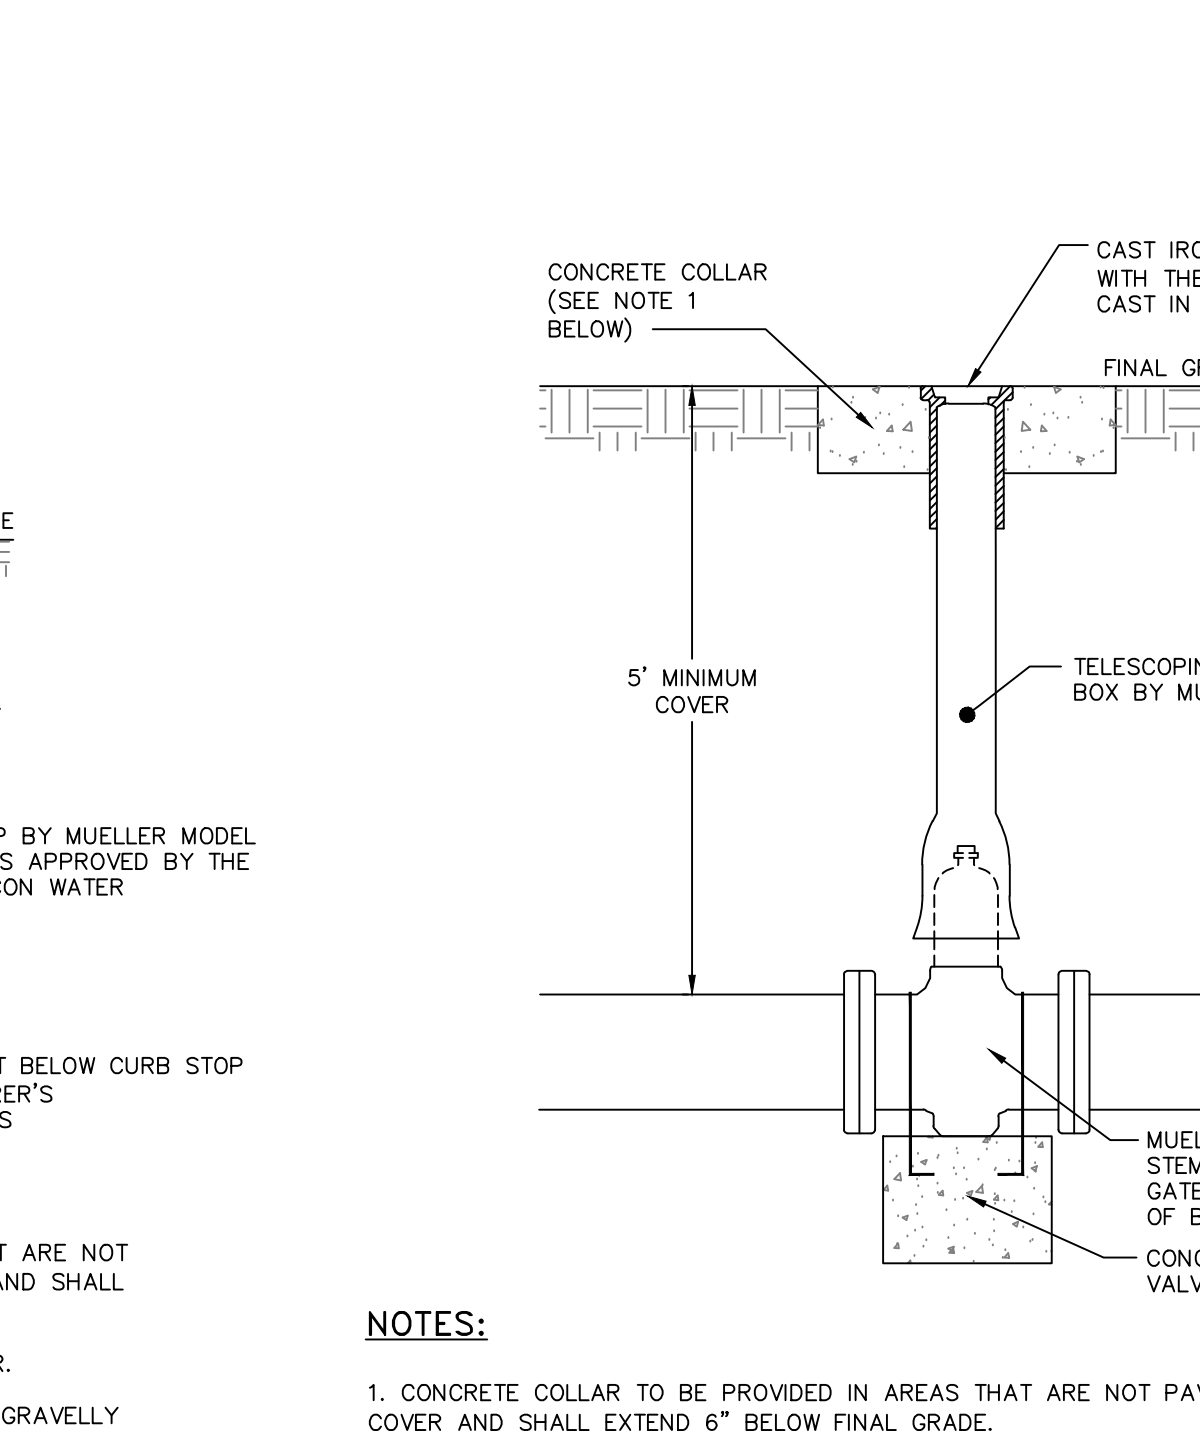 CONCRETE COLLAR
(SEE NOTE 1
BELOW)
CAST IRO
WITH THE
CAST IN
FINAL GR
E
5' MINIMUM
COVER
TELESCOPIN
BOX BY MU
P BY MUELLER MODEL
S APPROVED BY THE
CON WATER
T BELOW CURB STOP
RER'S
S
MUEL
STEM
GATE
OF B
T ARE NOT
AND SHALL
CONC
VALV
NOTES:
R.
1. CONCRETE COLLAR TO BE PROVIDED IN AREAS THAT ARE NOT PAV
COVER AND SHALL EXTEND 6" BELOW FINAL GRADE.
GRAVELLY